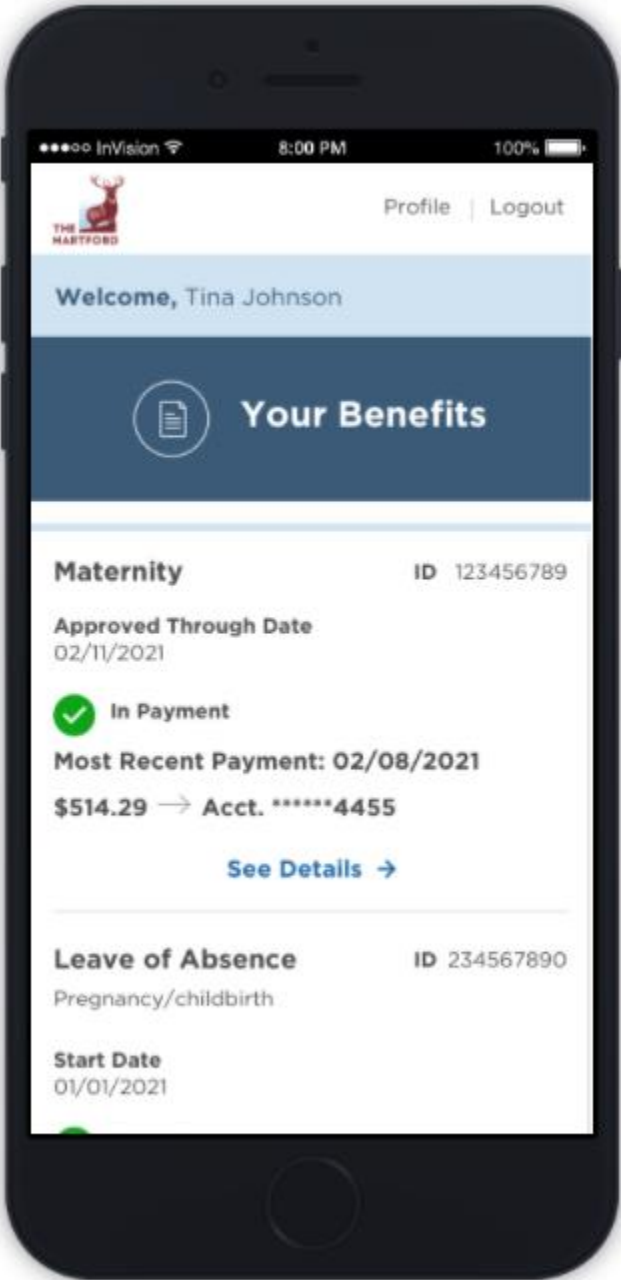 ●●●○○ InVision 8:00 PM 100%
THE
HARTFORD
Profile | Logout
Welcome, Tina Johnson
Your Benefits
Maternity ID 123456789
Approved Through Date
02/11/2021
In Payment
Most Recent Payment: 02/08/2021
$514.29 → Acct. ******4455
See Details →
Leave of Absence ID 234567890
Pregnancy/childbirth
Start Date
01/01/2021